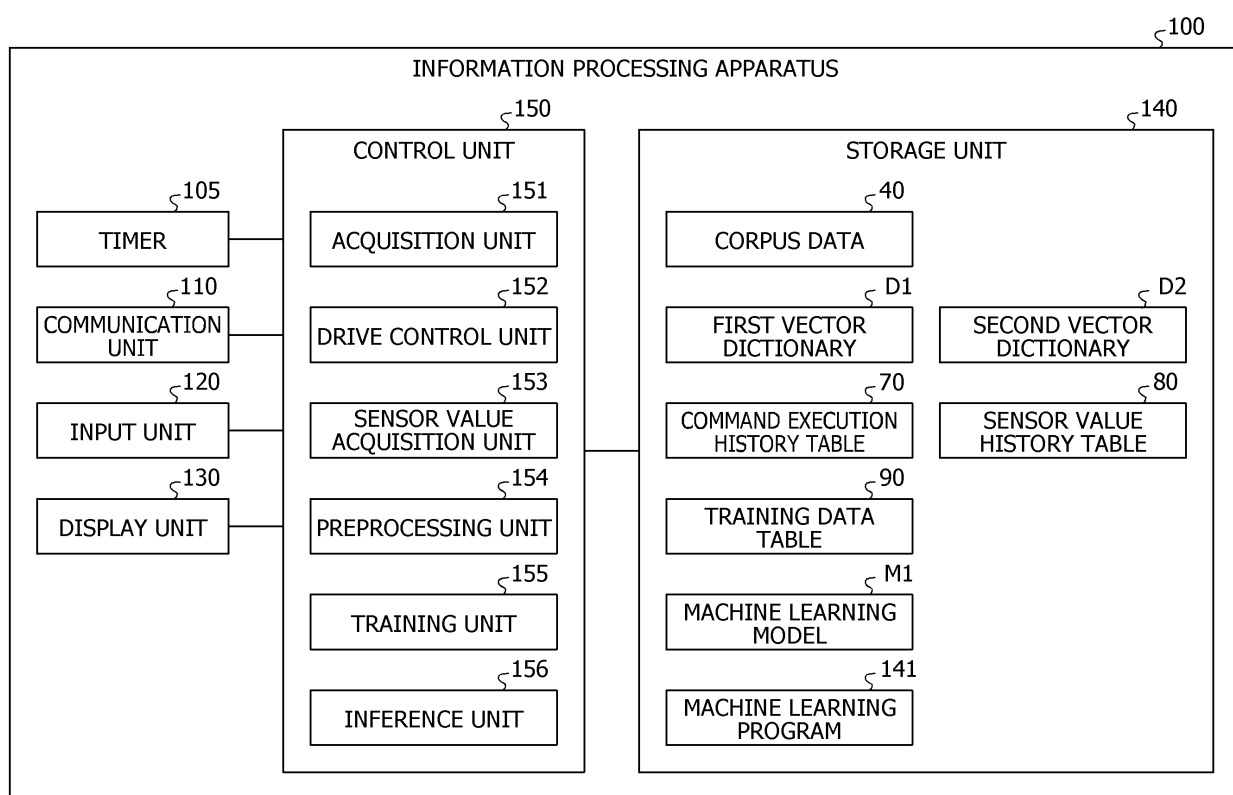 100
INFORMATION PROCESSING APPARATUS
150
CONTROL UNIT
140
STORAGE UNIT
105
TIMER
110
COMMUNICATION
UNIT
120
INPUT UNIT
130
DISPLAY UNIT
151
ACQUISITION UNIT
152
DRIVE CONTROL UNIT
153
SENSOR VALUE
ACQUISITION UNIT
154
PREPROCESSING UNIT
155
TRAINING UNIT
156
INFERENCE UNIT
40
CORPUS DATA
D1
FIRST VECTOR
DICTIONARY
D2
SECOND VECTOR
DICTIONARY
70
COMMAND EXECUTION
HISTORY TABLE
80
SENSOR VALUE
HISTORY TABLE
90
TRAINING DATA
TABLE
M1
MACHINE LEARNING
MODEL
141
MACHINE LEARNING
PROGRAM